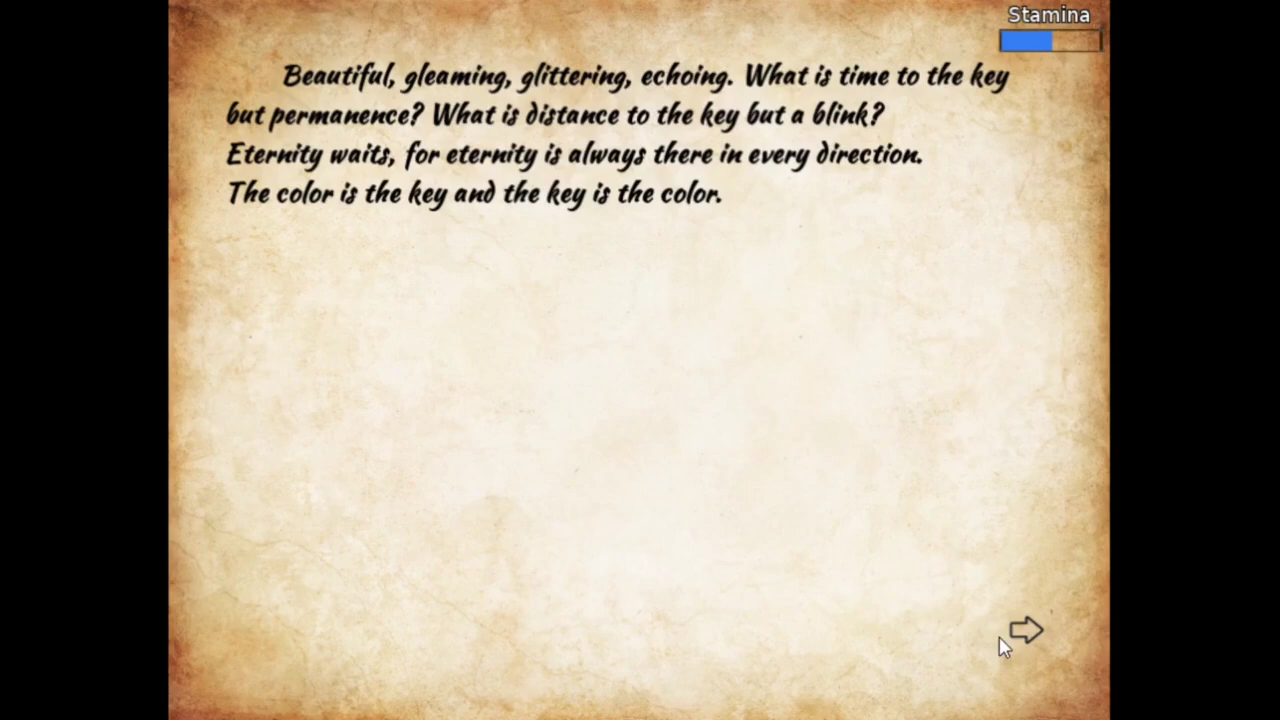 Stamina
Beautiful, gleaming, glittering, echoing. What is time to the key
but permanence? What is distance to the key but a blink?
Eternity waits, for eternity is always there in every direction.
The color is the key and the key is the color.